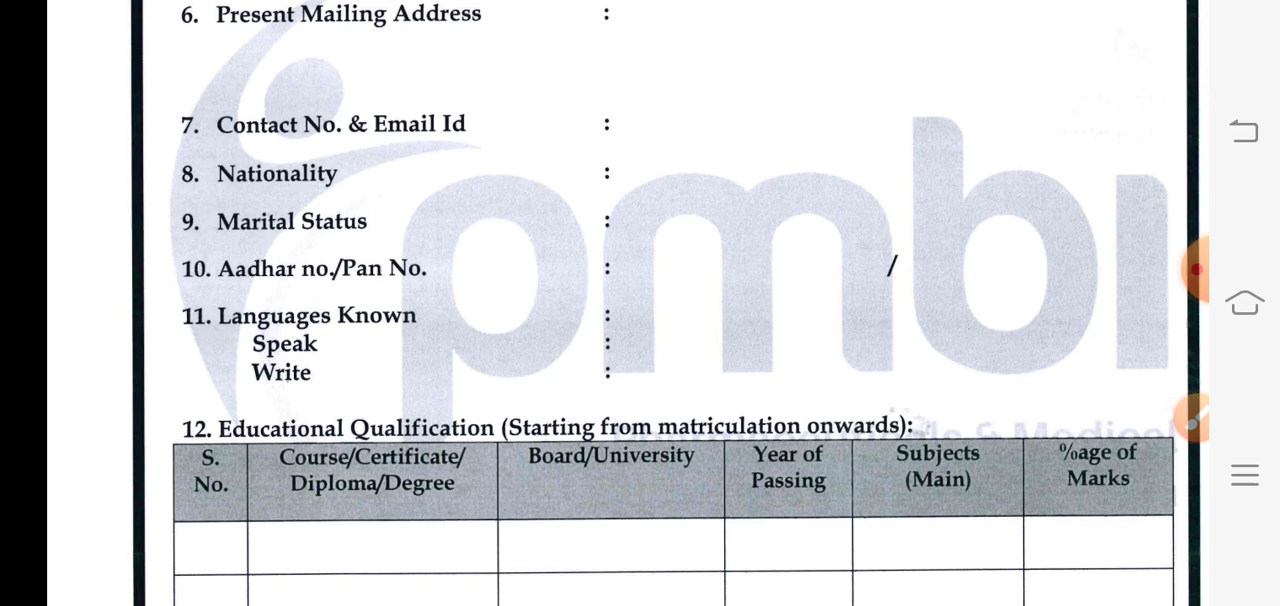 6. Present Mailing Address :
7. Contact No. & Email Id :
8. Nationality :
9. Marital Status :
10. Aadhar no./Pan No. : /
11. Languages Known :
Speak :
Write :
pmbi
12. Educational Qualification (Starting from matriculation onwards):
& Medical
S. No. Course/Certificate/ Diploma/Degree Board/University Year of Passing Subjects (Main) %age of Marks